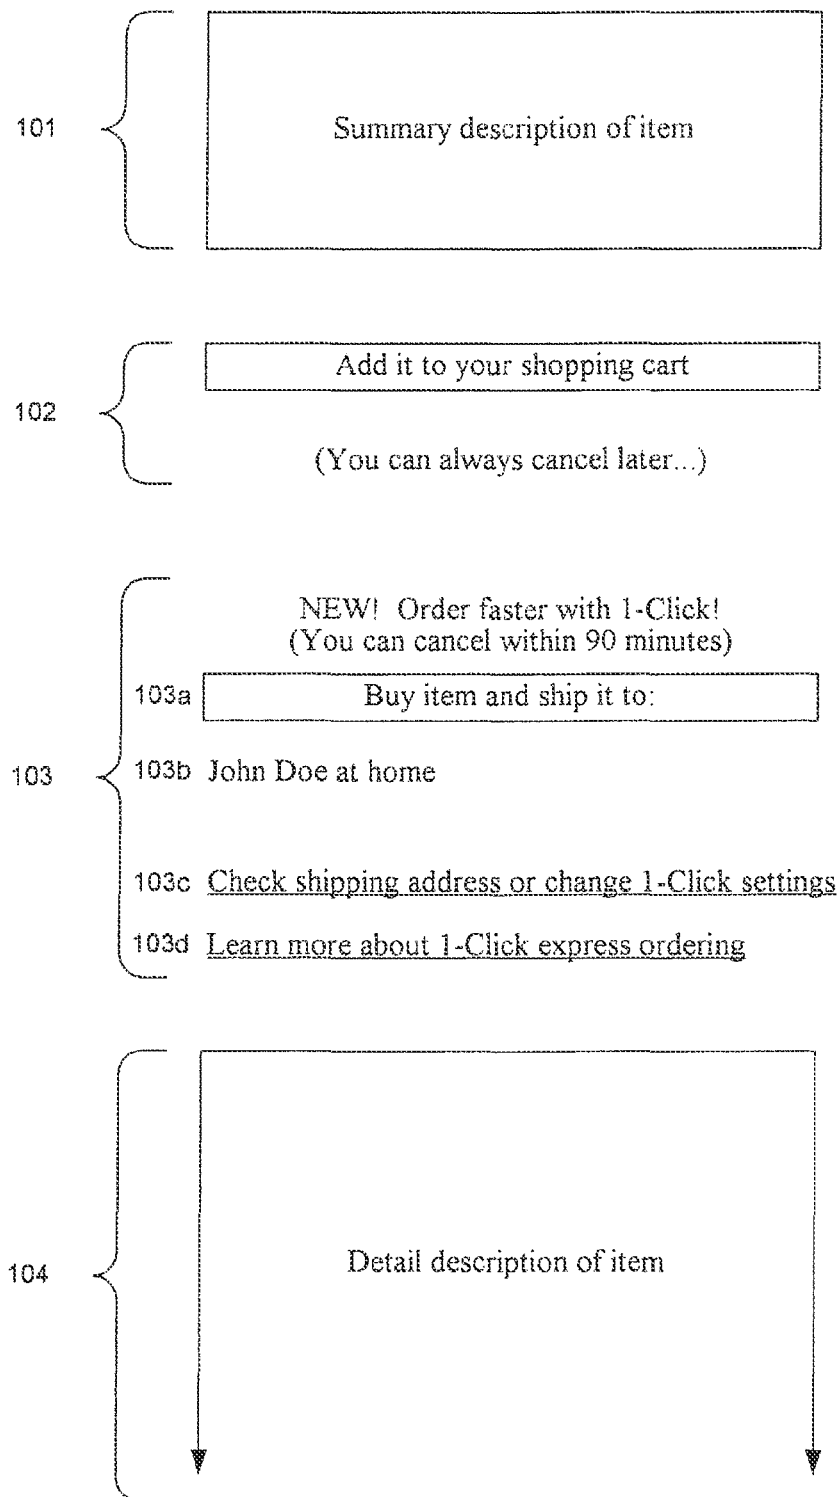 101
Summary description of item
102
Add it to your shopping cart
(You can always cancel later...)
103
NEW! Order faster with 1-Click!
(You can cancel within 90 minutes)
103a Buy item and ship it to:
103b John Doe at home
103c Check shipping address or change 1-Click settings
103d Learn more about 1-Click express ordering
104
Detail description of item